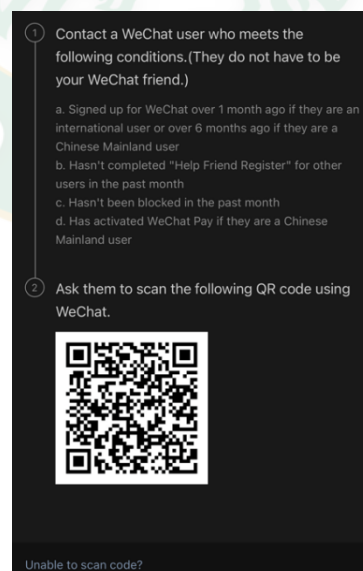 1 Contact a WeChat user who meets the
following conditions.(They do not have to be
your WeChat friend.)
a. Signed up for WeChat over 1 month ago if they are an
international user or over 6 months ago if they are a
Chinese Mainland user
b. Hasn't completed "Help Friend Register" for other
users in the past month
c. Hasn't been blocked in the past month
d. Has activated WeChat Pay if they are a Chinese
Mainland user
2 Ask them to scan the following QR code using
WeChat.
Unable to scan code?